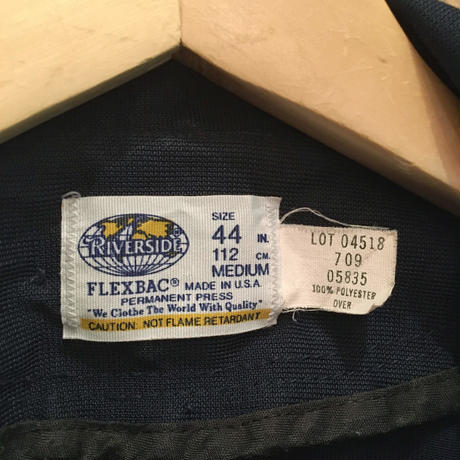 RIVERSIDE
SIZE
44 IN.
112 CM.
MEDIUM
FLEXBAC® MADE IN U.S.A.
PERMANENT PRESS
"We Clothe The World With Quality"
CAUTION: NOT FLAME RETARDANT
LOT 04518
709
05835
100% POLYESTER
OVER